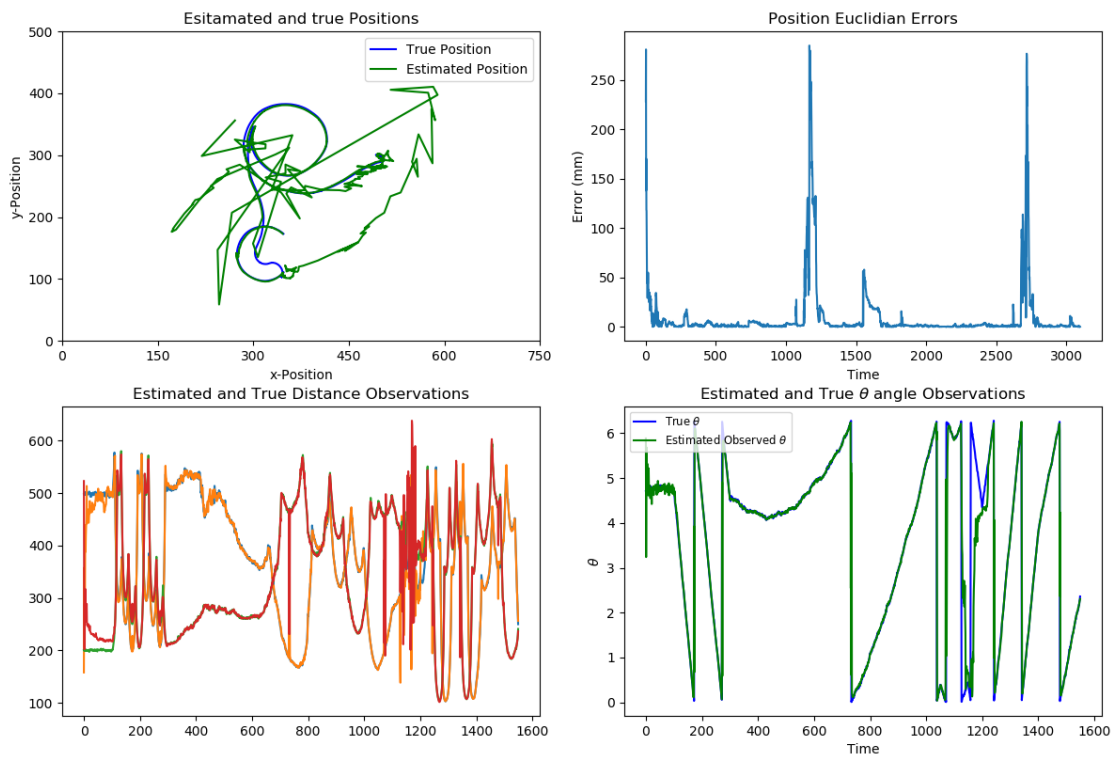 Esitamated and true Positions
True Position
Estimated Position
y-Position
500
400
300
200
100
0
0 150 300 450 600 750
x-Position
Position Euclidian Errors
Error (mm)
250
200
150
100
50
0
0 500 1000 1500 2000 2500 3000
Time
Estimated and True Distance Observations
600
500
400
300
200
100
0 200 400 600 800 1000 1200 1400 1600
Estimated and True θ angle Observations
True θ
Estimated Observed θ
θ
6
5
4
3
2
1
0
0 200 400 600 800 1000 1200 1400 1600
Time